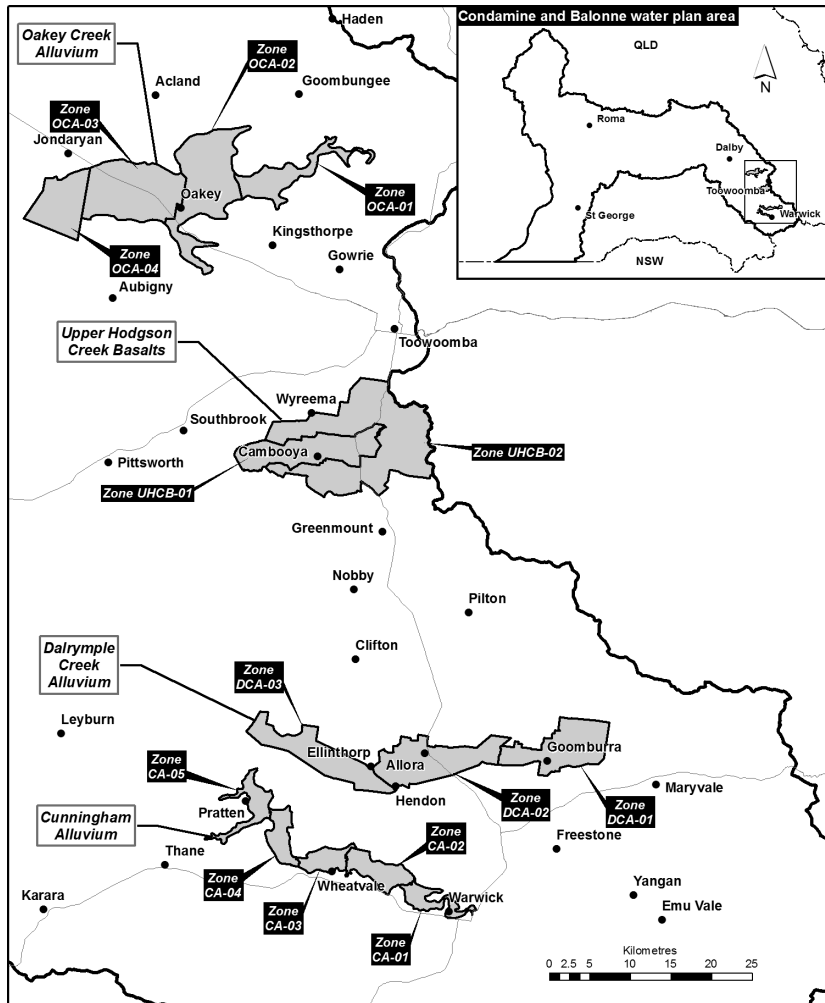 Haden
Oakey Creek
Alluvium
Zone
OCA-02
Acland
Goombungee
Zone
OCA-03
Jondaryan
Oakey
Zone
OCA-01
Kingsthorpe
Zone
OCA-04
Gowrie
Aubigny
Condamine and Balonne water plan area
QLD
N
Roma
Dalby
Toowoomba
St George
Warwick
NSW
Upper Hodgson
Creek Basalts
Toowoomba
Wyreema
Southbrook
Cambooya
Zone UHCB-02
Pittsworth
Zone UHCB-01
Greenmount
Nobby
Pilton
Dalrymple
Creek
Alluvium
Clifton
Zone
DCA-03
Leyburn
Ellinthorp
Allora
Goomburra
Zone
CA-05
Hendon
Maryvale
Pratten
Zone
DCA-02
Zone
DCA-01
Cunningham
Alluvium
Zone
CA-02
Freestone
Thane
Zone
CA-04
Wheatvale
Yangan
Karara
Warwick
Zone
CA-03
Emu Vale
Zone
CA-01
Kilometres
0 2.5 5 10 15 20 25